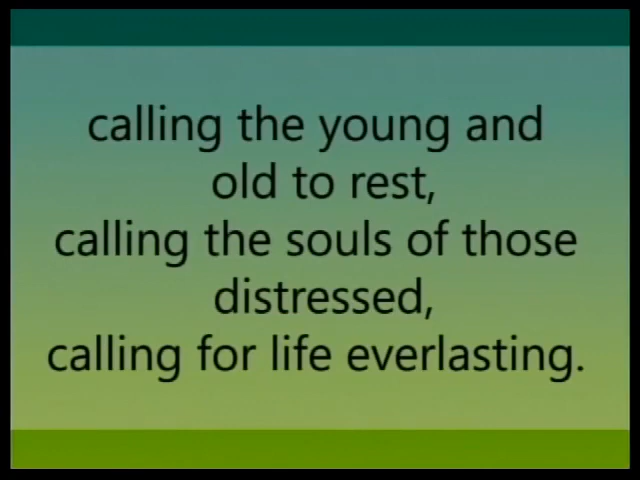 calling the young and
old to rest,
calling the souls of those
distressed,
calling for life everlasting.